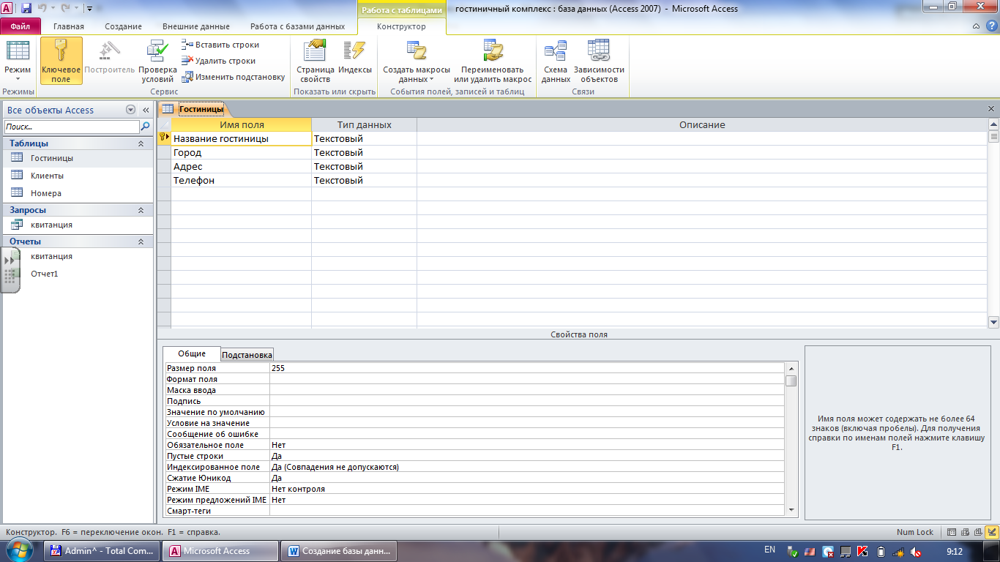 гостиничный комплекс : база данных (Access 2007) - Microsoft Access
Работа с таблицами
Файл Главная Создание Внешние данные Работа с базами данных Конструктор
Режим
Ключевое поле
Построитель
Проверка условий
Вставить строки
Удалить строки
Изменить подстановку
Страница свойств
Индексы
Создать макросы данных
Переименовать или удалить макрос
Схема данных
Зависимости объектов
Режимы Сервис Показать или скрыть События полей, записей и таблиц Связи
Все объекты Access
Поиск...
Таблицы
Гостиницы
Клиенты
Номера
Запросы
квитанция
Отчеты
квитанция
Отчет1
Гостиницы
Имя поля Тип данных Описание
Название гостиницы Текстовый
Город Текстовый
Адрес Текстовый
Телефон Текстовый
Свойства поля
Общие Подстановка
Размер поля 255
Формат поля
Маска ввода
Подпись
Значение по умолчанию
Условие на значение
Сообщение об ошибке
Обязательное поле Нет
Пустые строки Да
Индексированное поле Да (Совпадения не допускаются)
Сжатие Юникод Да
Режим IME Нет контроля
Режим предложений IME Нет
Смарт-теги
Имя поля может содержать не более 64
знаков (включая пробелы). Для получения
справки по именам полей нажмите клавишу
F1.
Конструктор. F6 = переключение окон. F1 = справка. Num Lock
Admin^ - Total Com... Microsoft Access Создание базы данн... EN 9:12